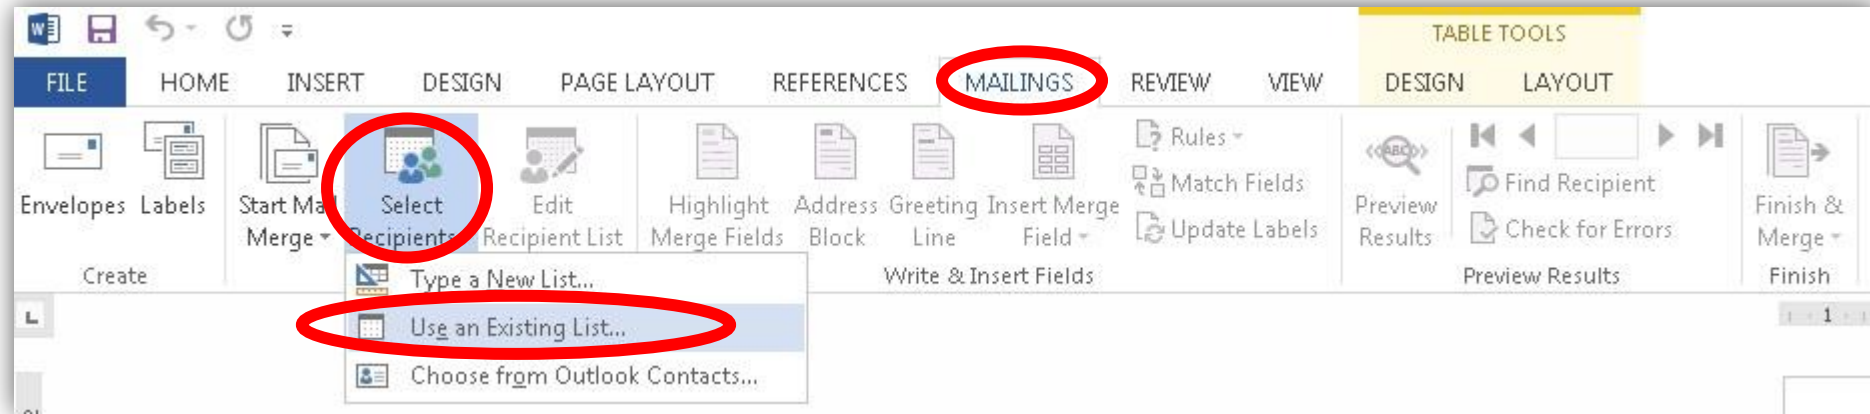 TABLE TOOLS
FILE HOME INSERT DESIGN PAGE LAYOUT REFERENCES MAILINGS REVIEW VIEW DESIGN LAYOUT
Envelopes Labels Start Mail Merge Select Recipients Edit Recipient List Highlight Merge Fields Address Block Greeting Line Insert Merge Field Rules
Match Fields
Update Labels
Preview Results
Find Recipient
Check for Errors
Finish & Merge
Create Write & Insert Fields Preview Results Finish
Type a New List...
Use an Existing List...
Choose from Outlook Contacts...
1